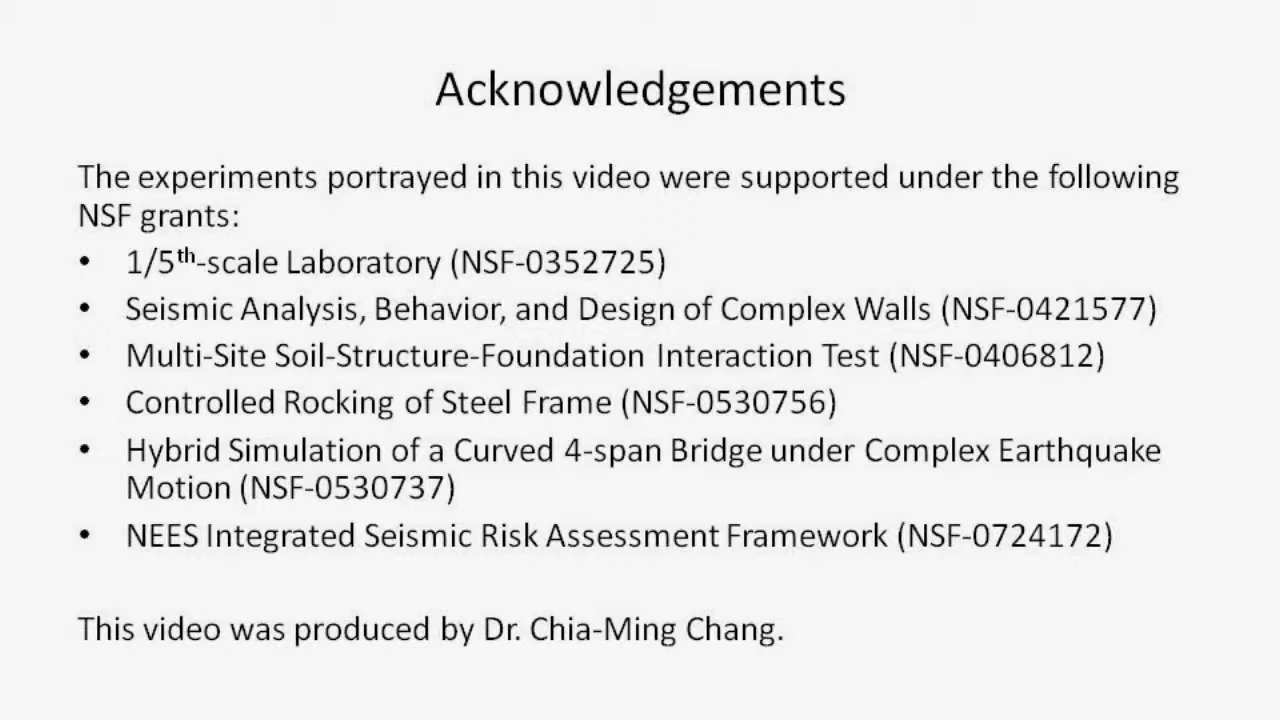 Acknowledgements
The experiments portrayed in this video were supported under the following
NSF grants:
• 1/5th-scale Laboratory (NSF-0352725)
• Seismic Analysis, Behavior, and Design of Complex Walls (NSF-0421577)
• Multi-Site Soil-Structure-Foundation Interaction Test (NSF-0406812)
• Controlled Rocking of Steel Frame (NSF-0530756)
• Hybrid Simulation of a Curved 4-span Bridge under Complex Earthquake
Motion (NSF-0530737)
• NEES Integrated Seismic Risk Assessment Framework (NSF-0724172)
This video was produced by Dr. Chia-Ming Chang.